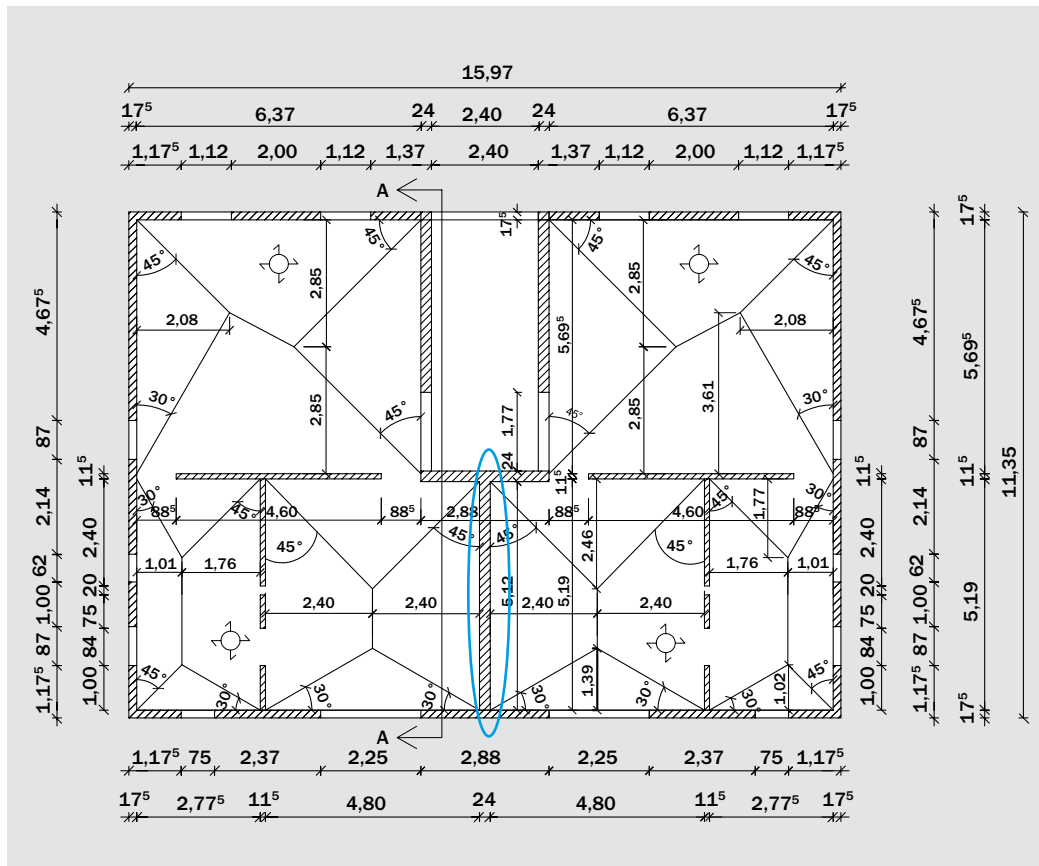 15,97
17⁵ 6,37 24 2,40 24 6,37 17⁵
1,17⁵ 1,12 2,00 1,12 1,37 2,40 1,37 1,12 2,00 1,12 1,17⁵
A
17⁵ 17⁵
45° 45° 45° 45°
2,85 2,85
4,67⁵ 2,08 5,69⁵ 2,08 4,67⁵ 5,69⁵
3,61
30° 2,85 45° 1,77 45° 2,85 30°
87 24 87
11⁵ 11⁵ 11⁵ 11⁵
30° 45° 45° 1,77 30°
2,14 88⁵ 4,60 88⁵ 2,88 88⁵ 4,60 88⁵ 2,14
2,40 45° 45° 45° 2,46 45° 2,40 11,35
62 1,01 1,76 1,76 1,01 62
20 5,12 5,19 20
1,00 2,40 2,40 2,40 2,40 1,00 5,19
75 75
87 84 84 87
45° 1,39 1,02 45°
1,17⁵ 1,00 30° 30° 30° 30° 30° 30° 1,00 1,17⁵
17⁵
A
1,17⁵ 75 2,37 2,25 2,88 2,25 2,37 75 1,17⁵
17⁵ 2,77⁵ 11⁵ 4,80 24 4,80 11⁵ 2,77⁵ 17⁵